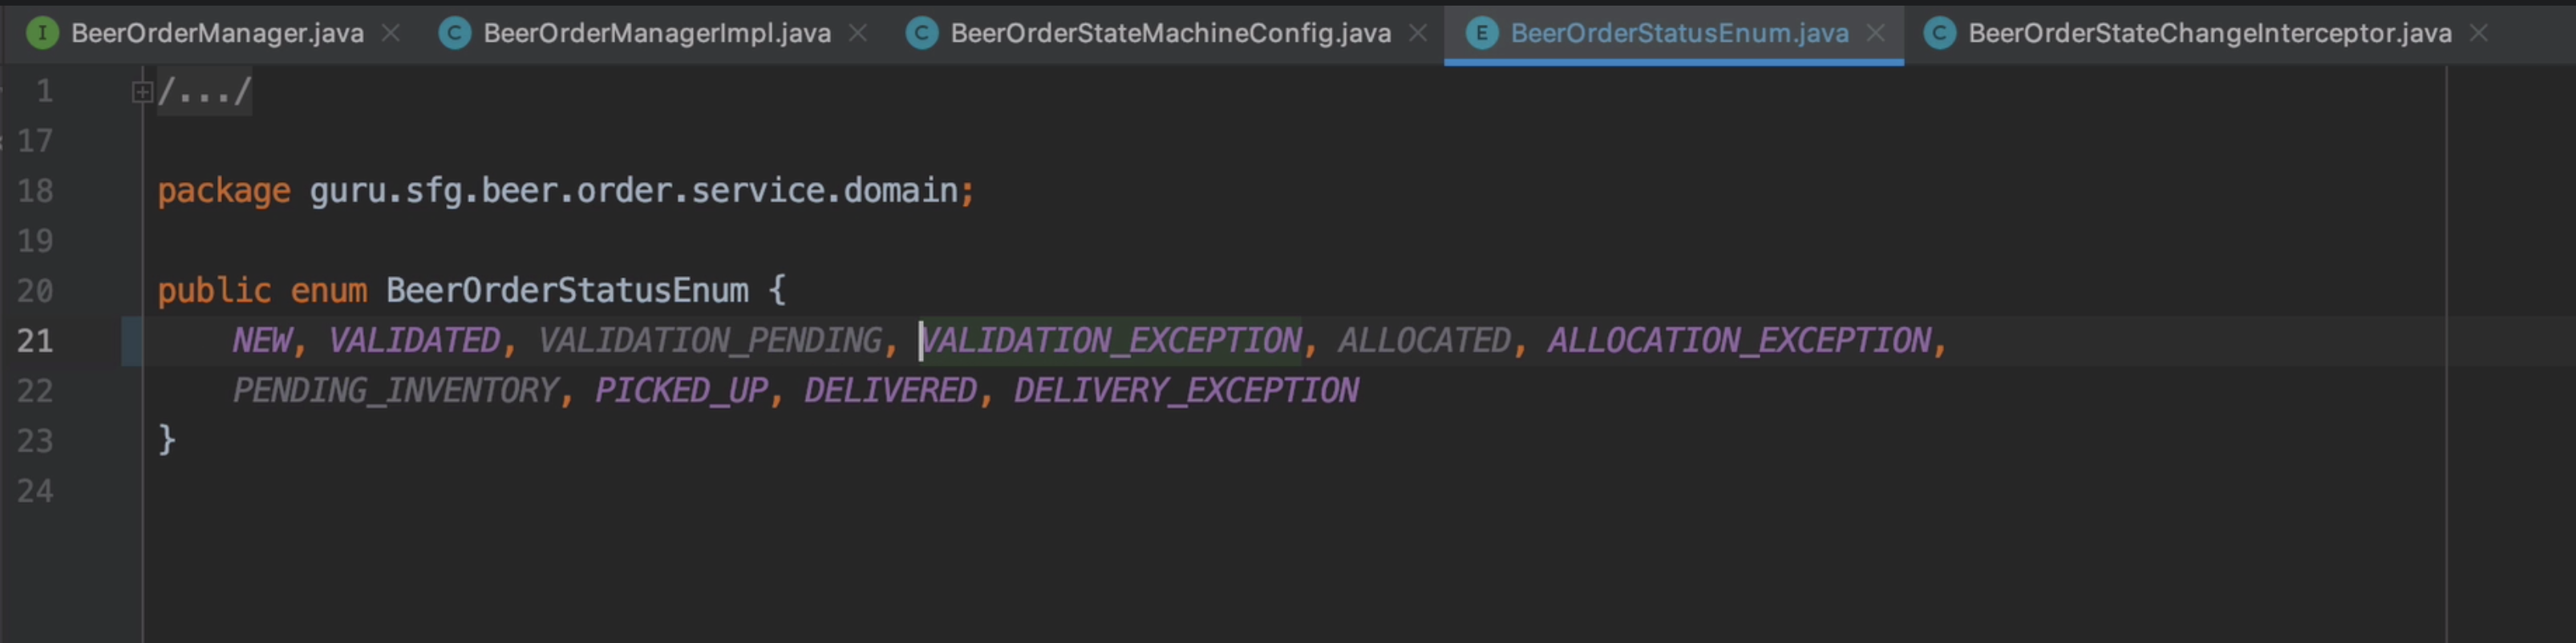 I BeerOrderManager.java × C BeerOrderManagerImpl.java × C BeerOrderStateMachineConfig.java × E BeerOrderStatusEnum.java × C BeerOrderStateChangeInterceptor.java ×
1 /.../
17
18 package guru.sfg.beer.order.service.domain;
19
20 public enum BeerOrderStatusEnum {
21 NEW, VALIDATED, VALIDATION_PENDING, VALIDATION_EXCEPTION, ALLOCATED, ALLOCATION_EXCEPTION,
22 PENDING_INVENTORY, PICKED_UP, DELIVERED, DELIVERY_EXCEPTION
23 }
24